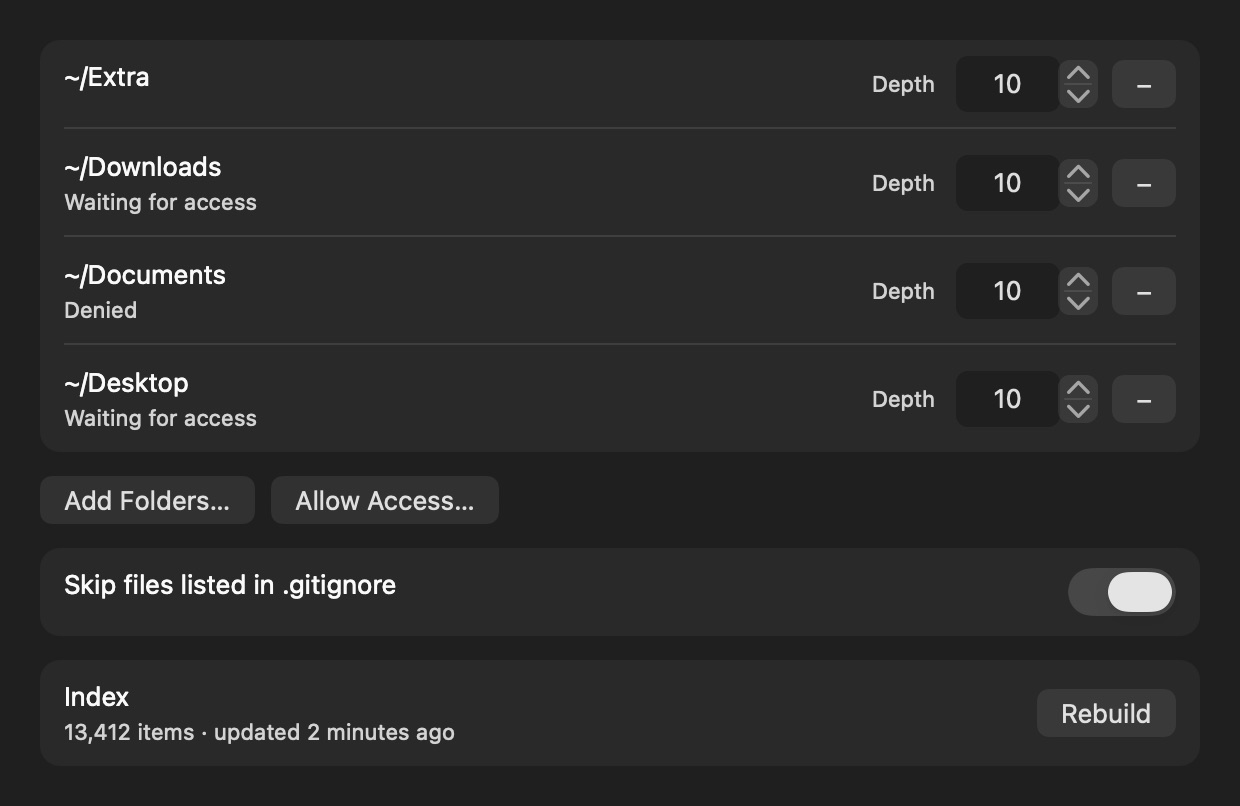 ~/Extra
Depth 10 –
~/Downloads
Waiting for access
Depth 10 –
~/Documents
Denied
Depth 10 –
~/Desktop
Waiting for access
Depth 10 –
Add Folders... Allow Access...
Skip files listed in .gitignore
Index
13,412 items · updated 2 minutes ago
Rebuild